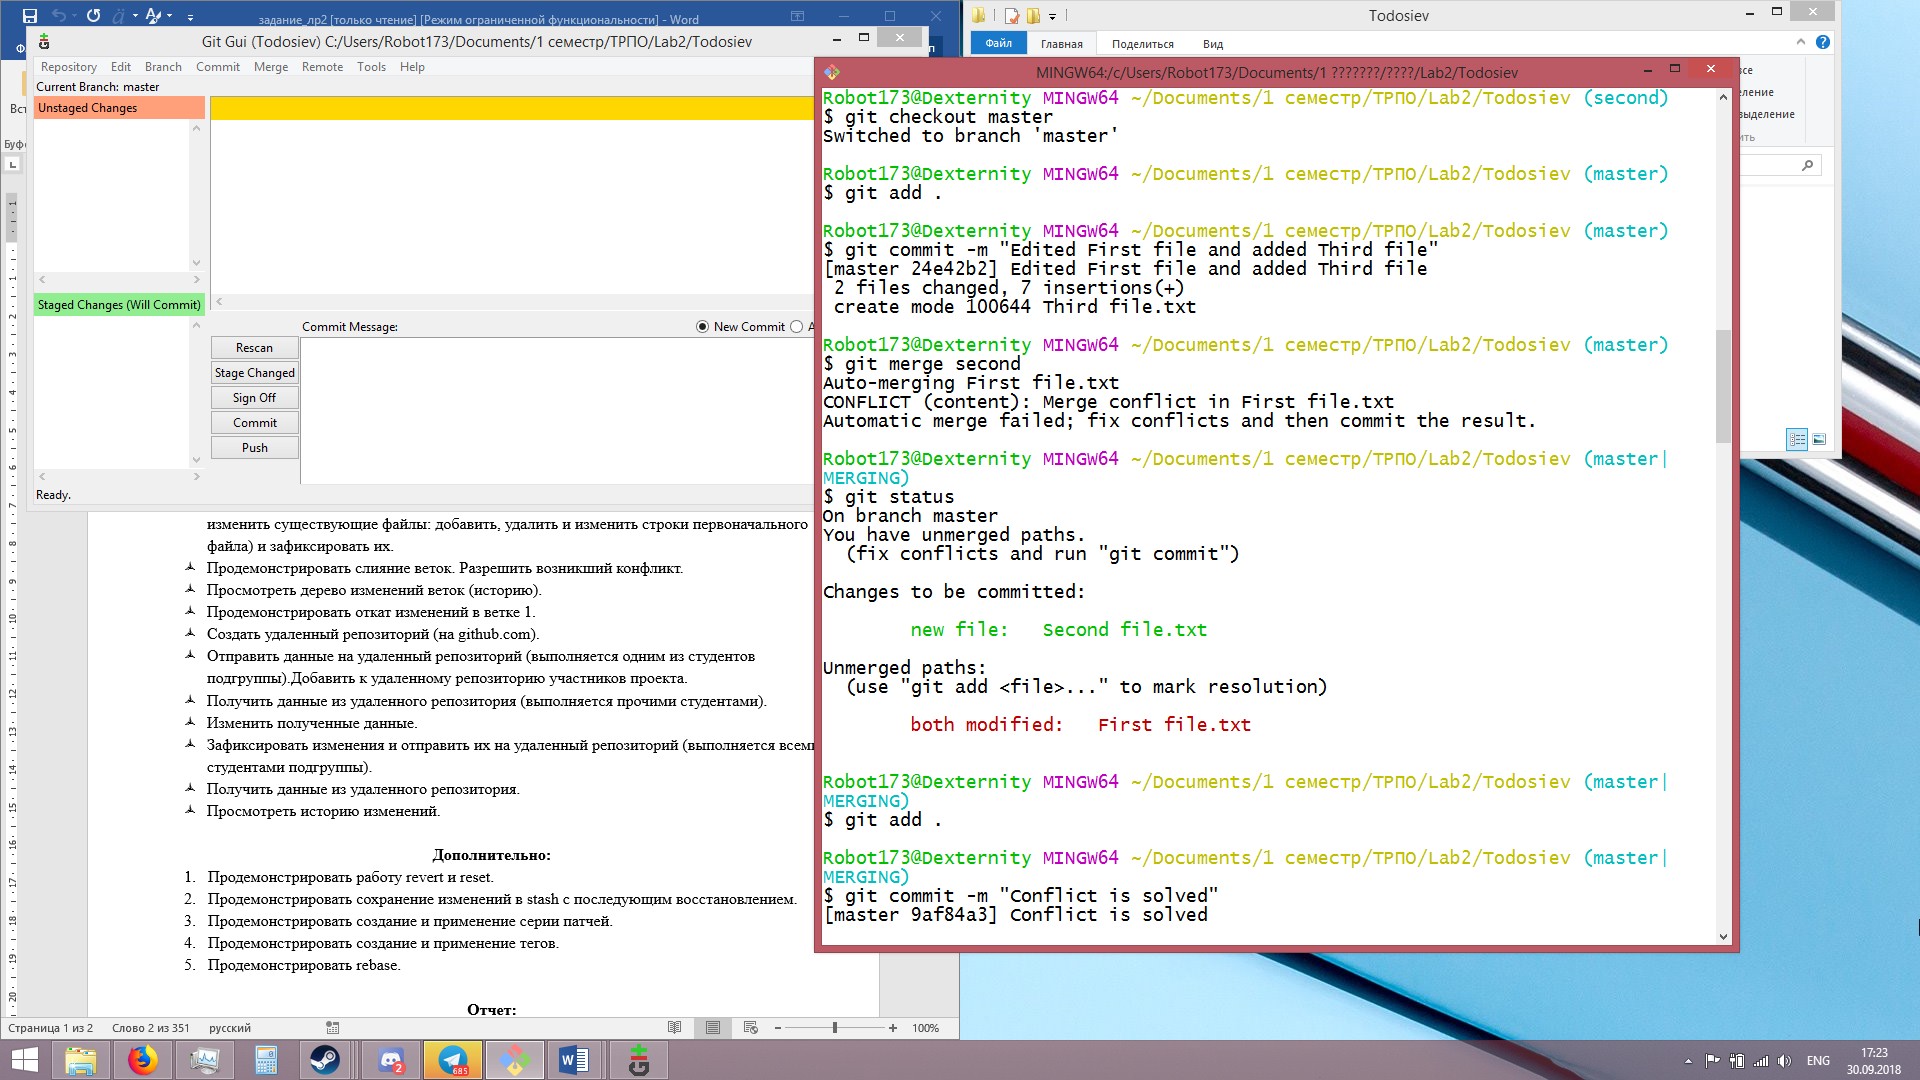 задание_лр2 [только чтение] [Режим ограниченной функциональности] - Word
Git Gui (Todosiev) C:/Users/Robot173/Documents/1 семестр/ТРПО/Lab2/Todosiev
Repository Edit Branch Commit Merge Remote Tools Help
Current Branch: master
Unstaged Changes
Staged Changes (Will Commit)
Commit Message:
New Commit
Rescan
Stage Changed
Sign Off
Commit
Push
Ready.
изменить существующие файлы: добавить, удалить и изменить строки первоначального
файла) и зафиксировать их.
Продемонстрировать слияние веток. Разрешить возникший конфликт.
Просмотреть дерево изменений веток (историю).
Продемонстрировать откат изменений в ветке 1.
Создать удаленный репозиторий (на github.com).
Отправить данные на удаленный репозиторий (выполняется одним из студентов
подгруппы).Добавить к удаленному репозиторию участников проекта.
Получить данные из удаленного репозитория (выполняется прочими студентами).
Изменить полученные данные.
Зафиксировать изменения и отправить их на удаленный репозиторий (выполняется всеми
студентами подгруппы).
Получить данные из удаленного репозитория.
Просмотреть историю изменений.
Дополнительно:
1. Продемонстрировать работу revert и reset.
2. Продемонстрировать сохранение изменений в stash с последующим восстановлением.
3. Продемонстрировать создание и применение серии патчей.
4. Продемонстрировать создание и применение тегов.
5. Продемонстрировать rebase.
Отчет:
Страница 1 из 2 Слово 2 из 351 русский 100%
Todosiev
Файл Главная Поделиться Вид
MINGW64:/c/Users/Robot173/Documents/1 ???????/????/Lab2/Todosiev
Robot173@Dexternity MINGW64 ~/Documents/1 семестр/ТРПО/Lab2/Todosiev (second)
$ git checkout master
Switched to branch 'master'
Robot173@Dexternity MINGW64 ~/Documents/1 семестр/ТРПО/Lab2/Todosiev (master)
$ git add .
Robot173@Dexternity MINGW64 ~/Documents/1 семестр/ТРПО/Lab2/Todosiev (master)
$ git commit -m "Edited First file and added Third file"
[master 24e42b2] Edited First file and added Third file
2 files changed, 7 insertions(+)
create mode 100644 Third file.txt
Robot173@Dexternity MINGW64 ~/Documents/1 семестр/ТРПО/Lab2/Todosiev (master)
$ git merge second
Auto-merging First file.txt
CONFLICT (content): Merge conflict in First file.txt
Automatic merge failed; fix conflicts and then commit the result.
Robot173@Dexternity MINGW64 ~/Documents/1 семестр/ТРПО/Lab2/Todosiev (master|
MERGING)
$ git status
On branch master
You have unmerged paths.
(fix conflicts and run "git commit")
Changes to be committed:
new file: Second file.txt
Unmerged paths:
(use "git add <file>..." to mark resolution)
both modified: First file.txt
Robot173@Dexternity MINGW64 ~/Documents/1 семестр/ТРПО/Lab2/Todosiev (master|
MERGING)
$ git add .
Robot173@Dexternity MINGW64 ~/Documents/1 семестр/ТРПО/Lab2/Todosiev (master|
MERGING)
$ git commit -m "Conflict is solved"
[master 9af84a3] Conflict is solved
ENG
17:23
30.09.2018